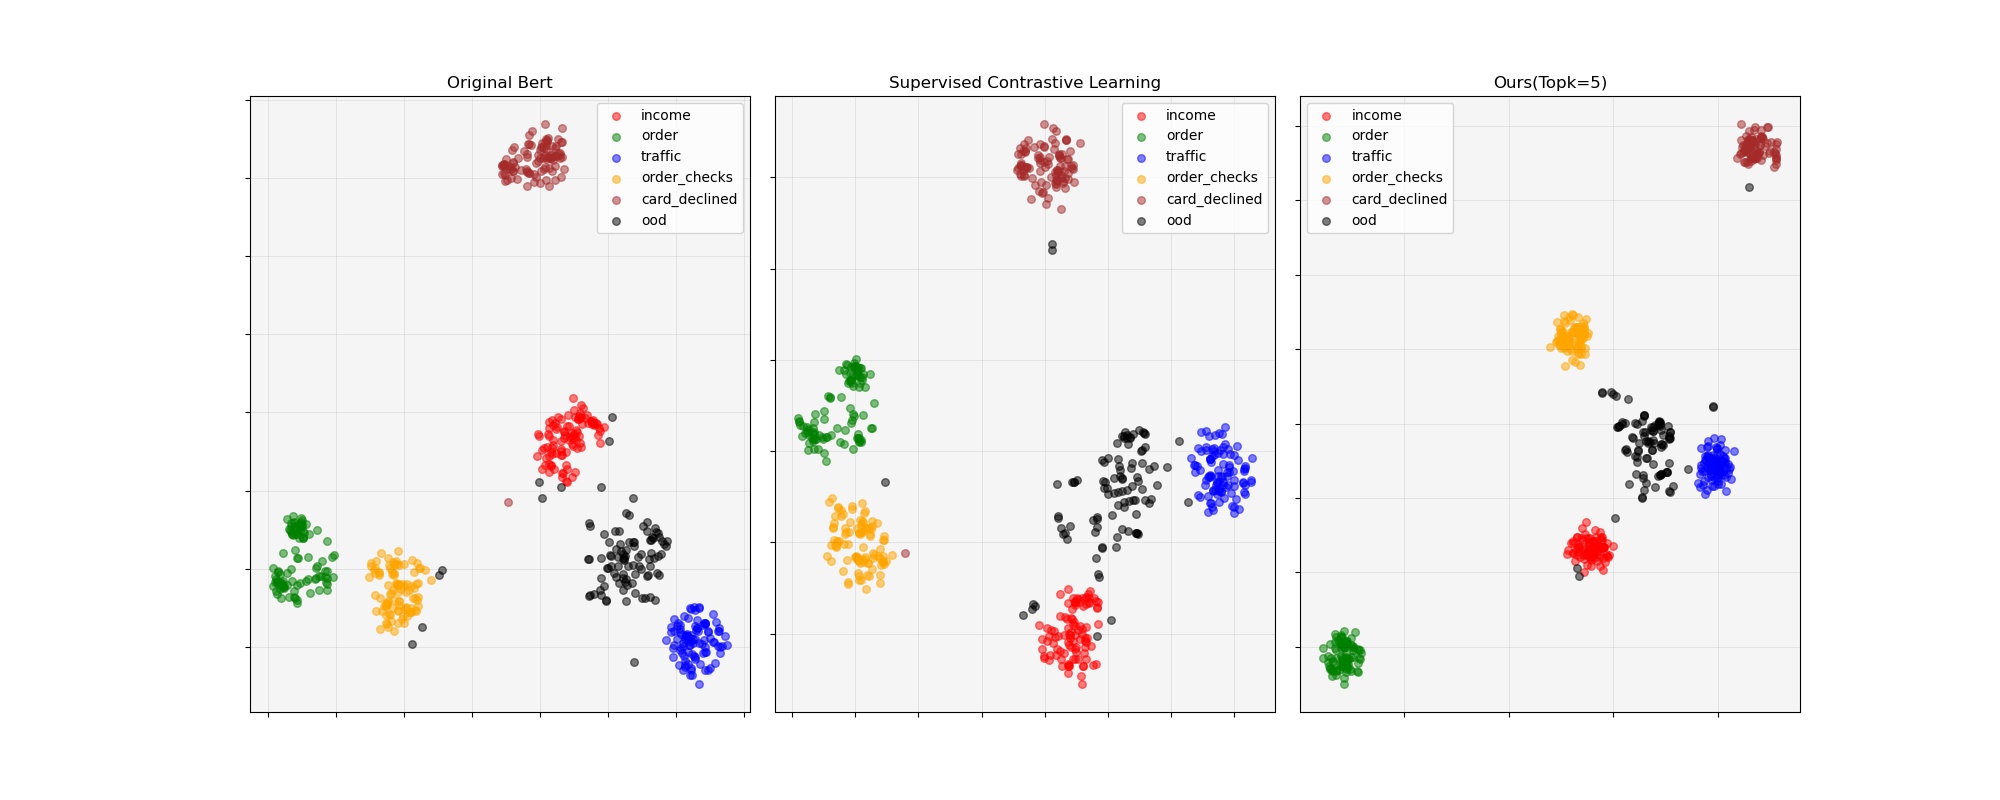 Original Bert
income
order
traffic
order_checks
card_declined
ood
Supervised Contrastive Learning
income
order
traffic
order_checks
card_declined
ood
Ours(Topk=5)
income
order
traffic
order_checks
card_declined
ood